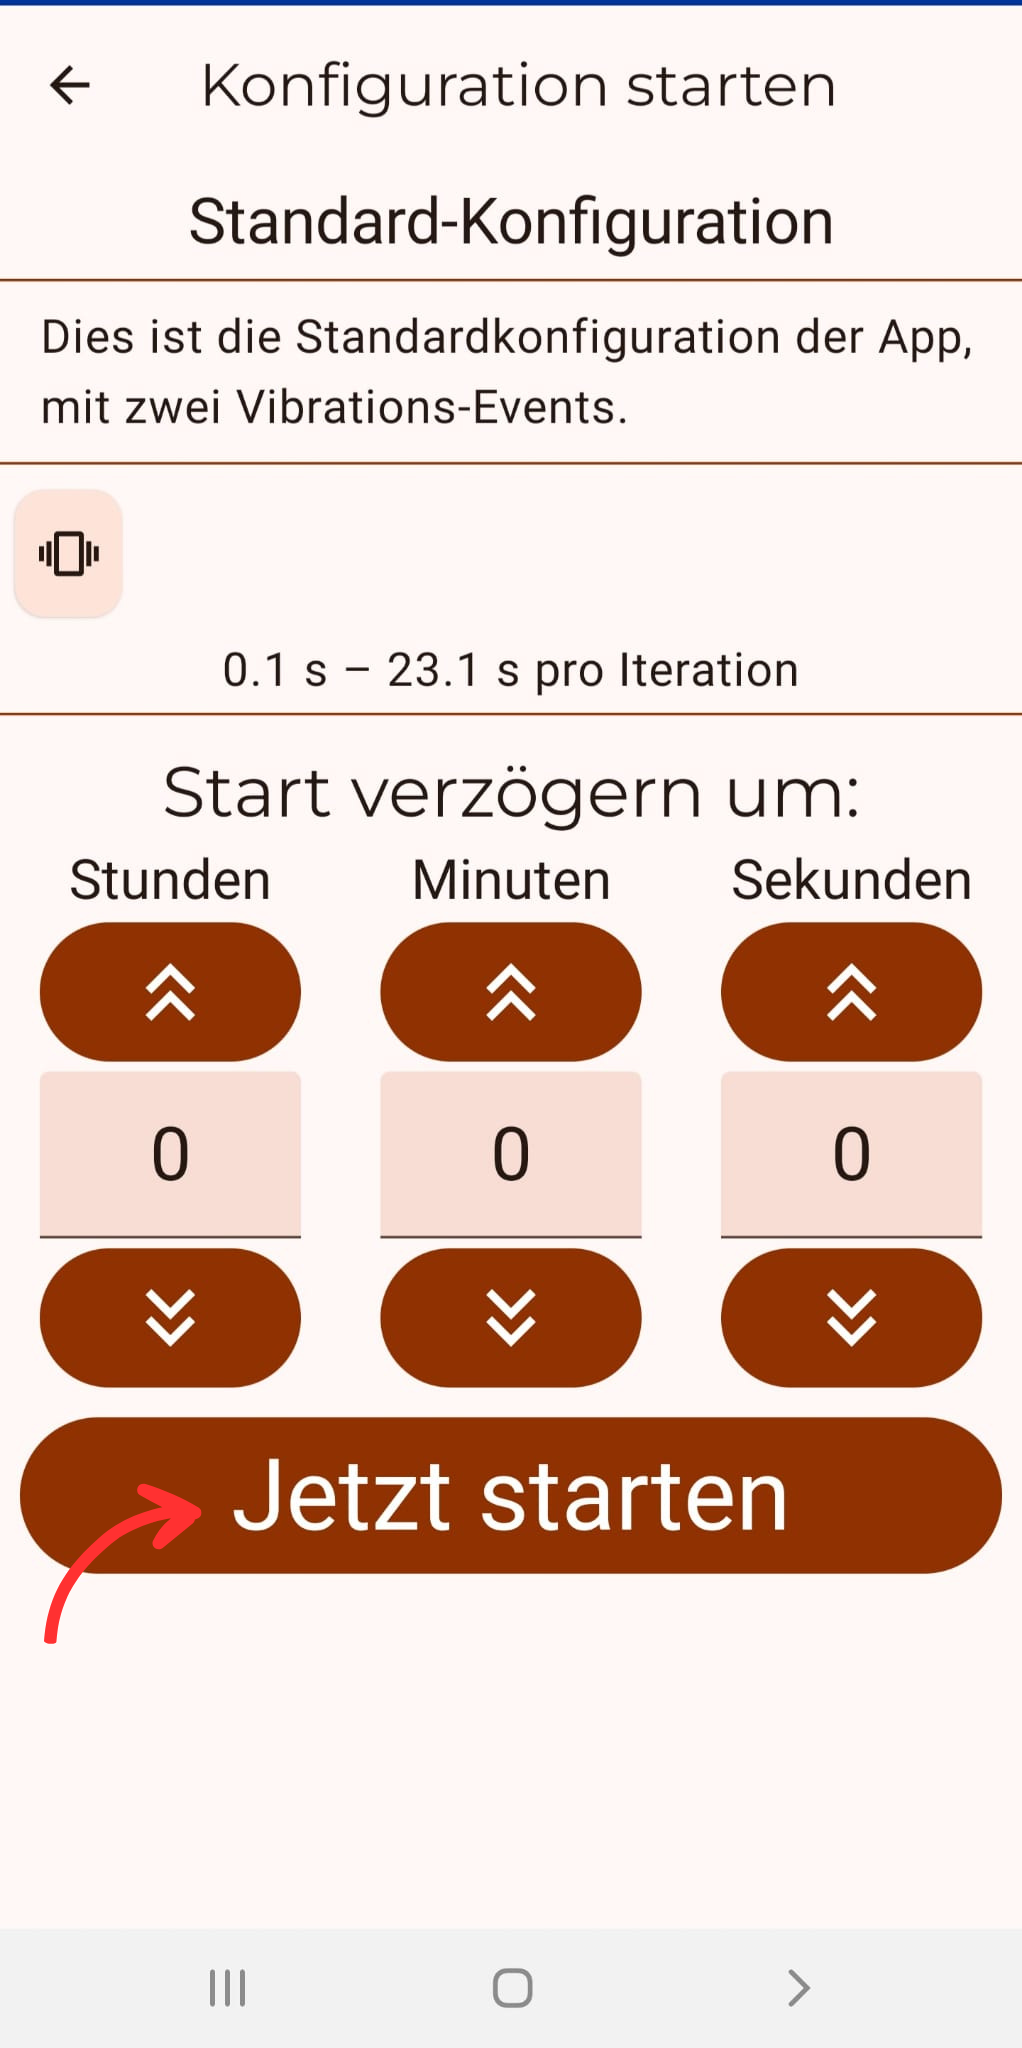 Konfiguration starten
Standard-Konfiguration
Dies ist die Standardkonfiguration der App,
mit zwei Vibrations-Events.
0.1 s – 23.1 s pro Iteration
Start verzögern um:
Stunden Minuten Sekunden
0 0 0
Jetzt starten